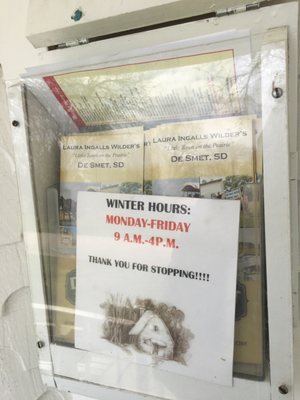 LAURA INGALLS WILDER'S
"Little Town on the Prairie"
DE SMET, SD
LAURA INGALLS WILDER'S
"Little Town on the Prairie"
DE SMET, SD
WINTER HOURS:
MONDAY-FRIDAY
9 A.M.-4P.M.
THANK YOU FOR STOPPING!!!!